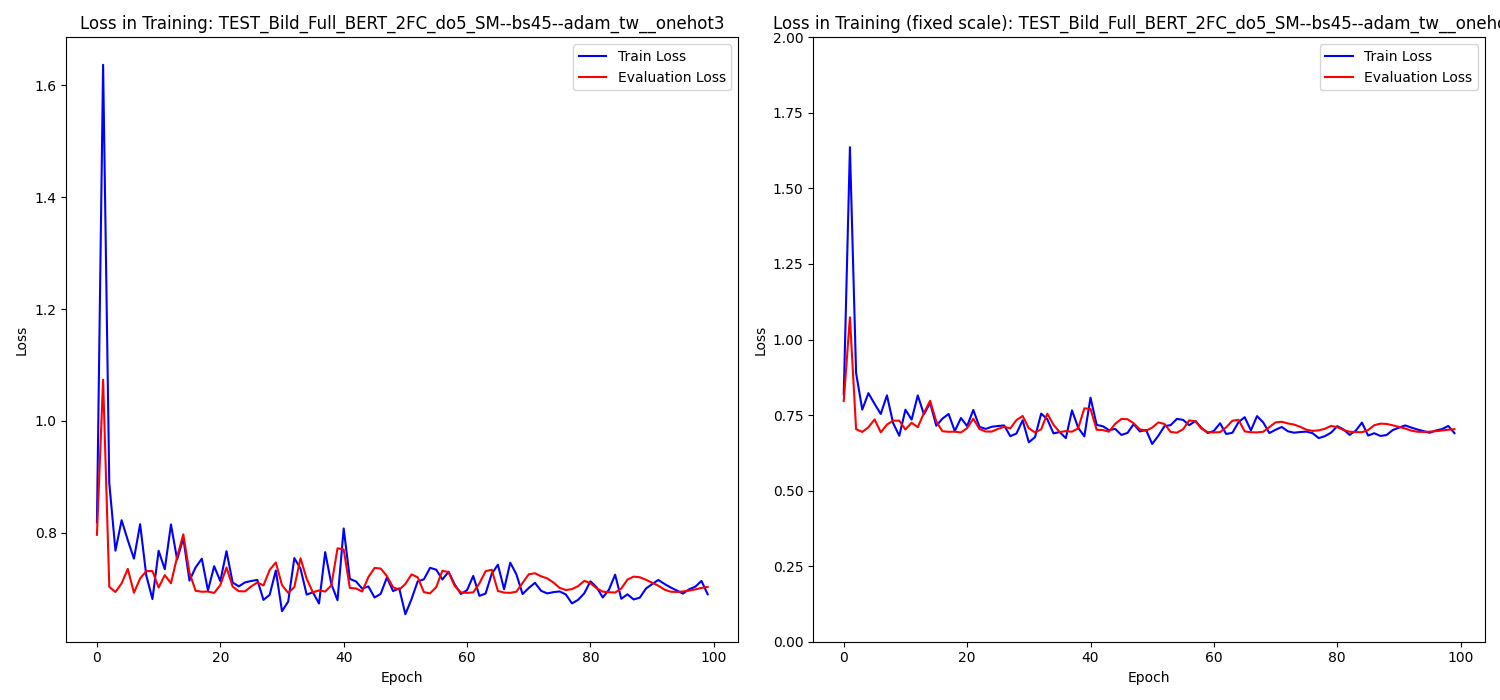 Loss in Training: TEST_Bild_Full_BERT_2FC_do5_SM--bs45--adam_tw__onehot3
Train Loss
Evaluation Loss
1.6
1.4
1.2
1.0
0.8
Loss
0
20
40
60
80
100
Epoch
Loss in Training (fixed scale): TEST_Bild_Full_BERT_2FC_do5_SM--bs45--adam_tw__oneho
Train Loss
Evaluation Loss
2.00
1.75
1.50
1.25
1.00
0.75
0.50
0.25
0.00
Loss
0
20
40
60
80
100
Epoch